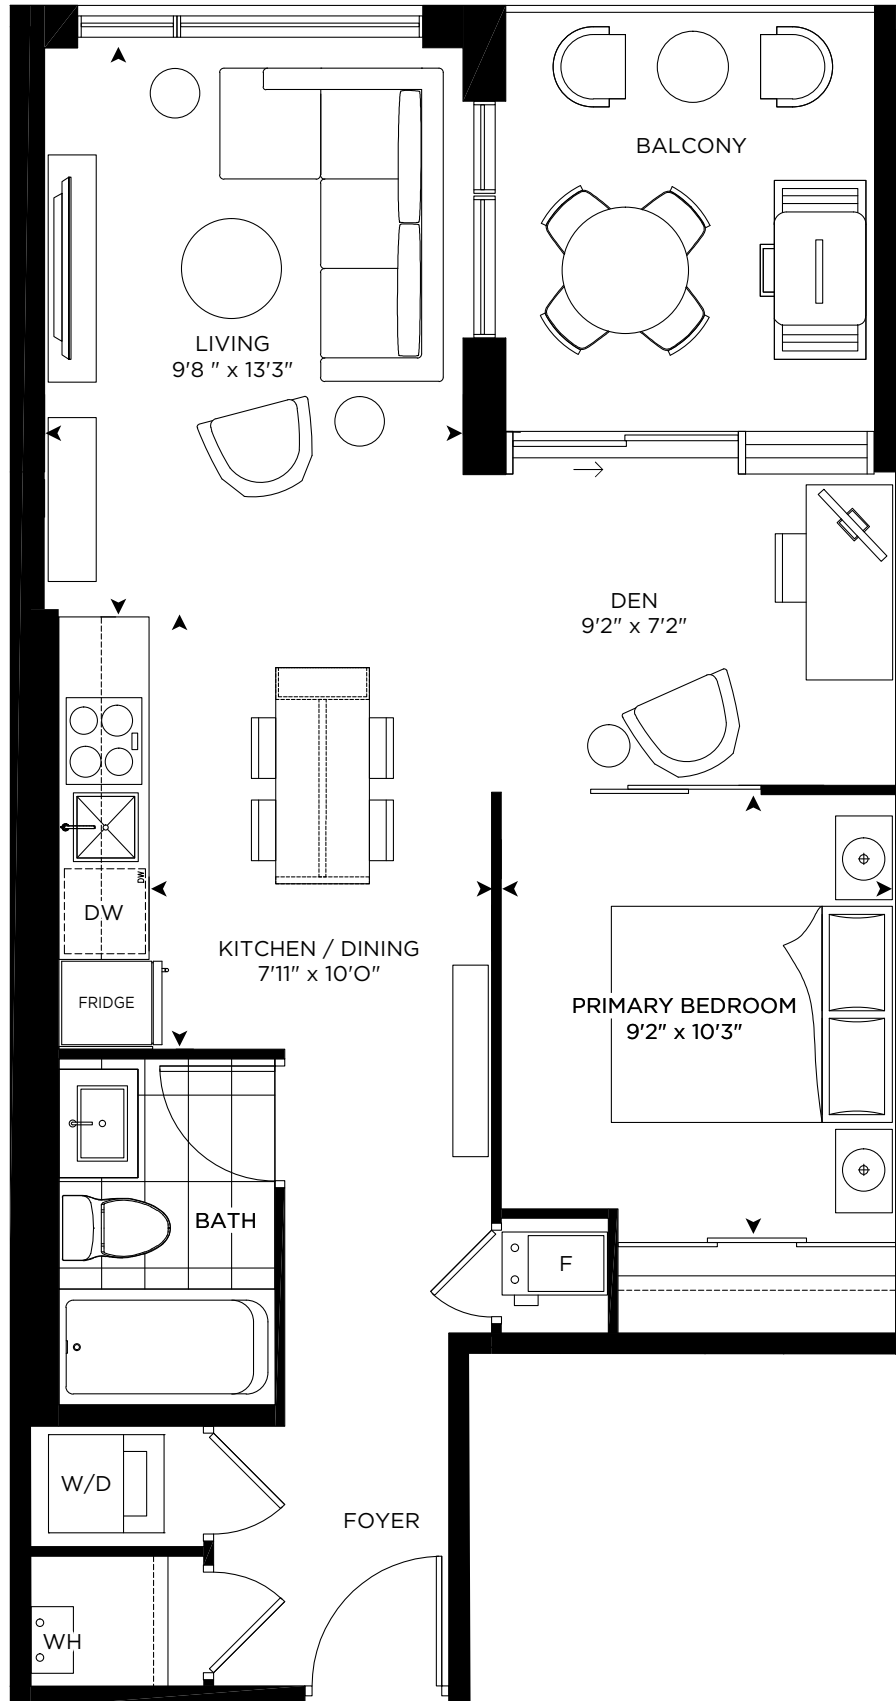 BALCONY
LIVING
9'8 " x 13'3"
DEN
9'2" x 7'2"
DW
DW
KITCHEN / DINING
7'11" x 10'0"
FRIDGE
PRIMARY BEDROOM
9'2" x 10'3"
BATH
F
W/D
FOYER
WH